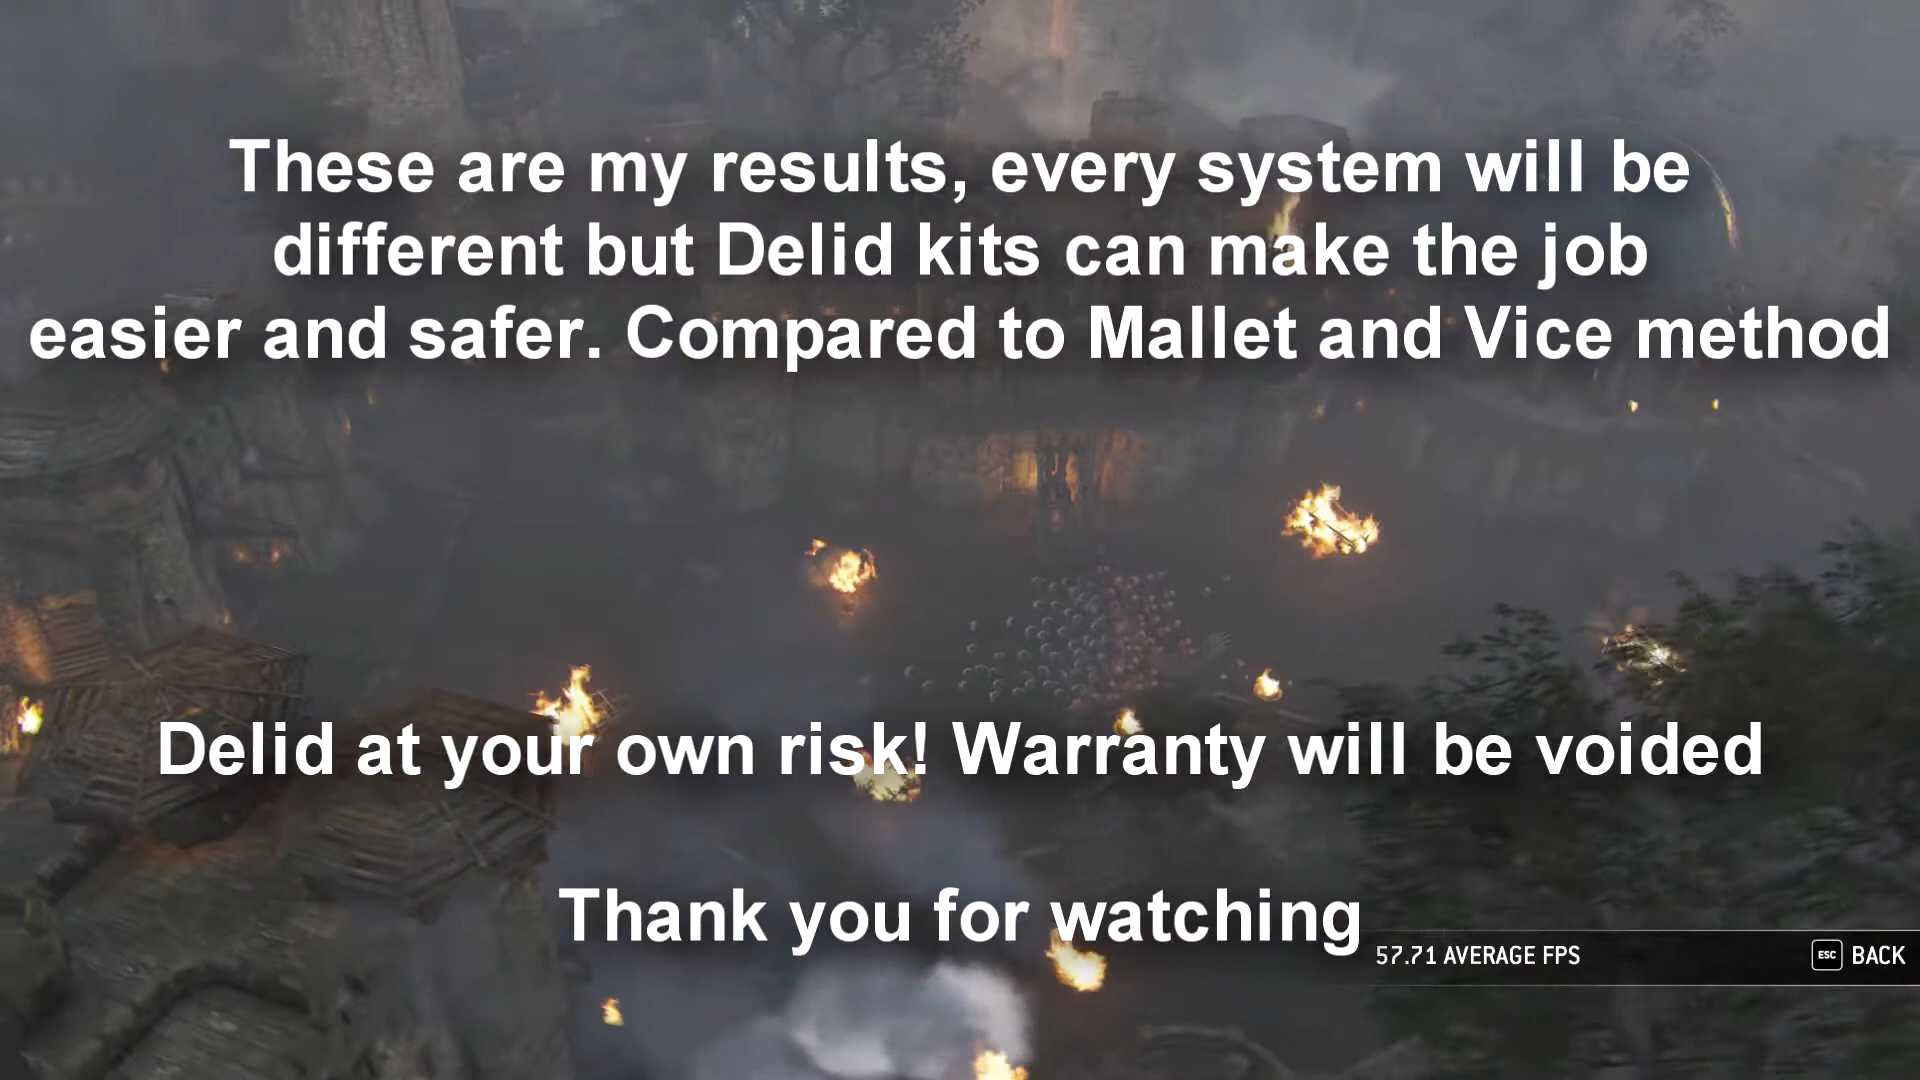 These are my results, every system will be
different but Delid kits can make the job
easier and safer. Compared to Mallet and Vice method
Delid at your own risk! Warranty will be voided
Thank you for watching
57.71 AVERAGE FPS
ESC BACK